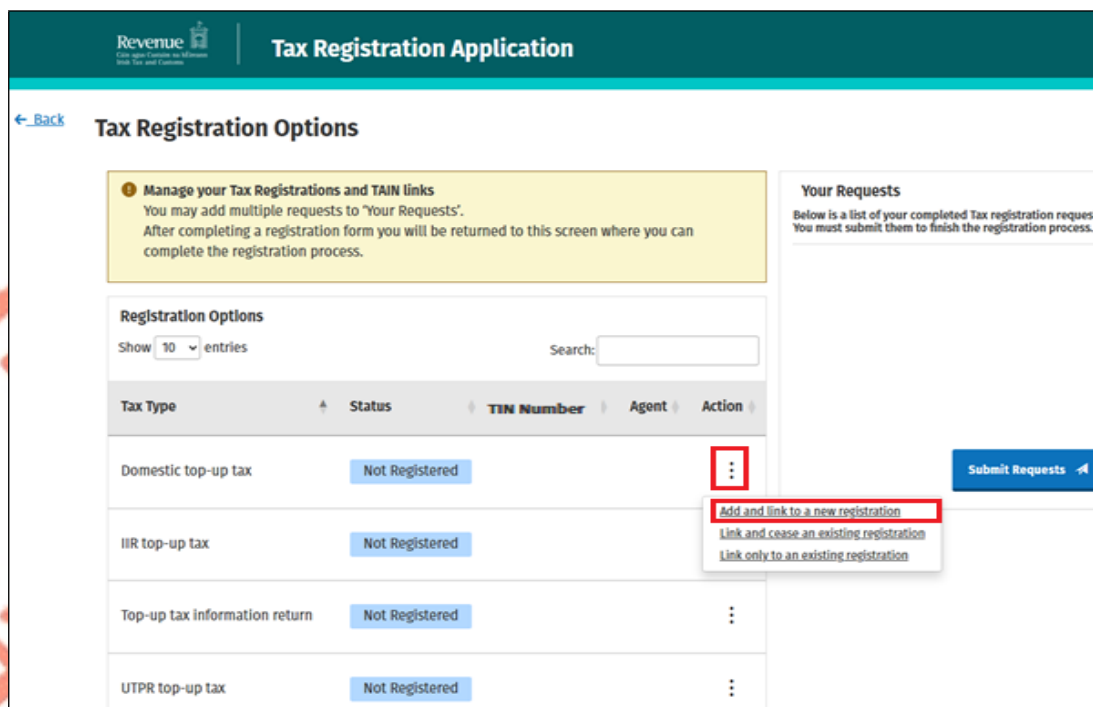 Revenue
Cáin agus Custaim na hÉireann
Irish Tax and Customs
Tax Registration Application
Back
Tax Registration Options
Manage your Tax Registrations and TAIN links
You may add multiple requests to 'Your Requests'.
After completing a registration form you will be returned to this screen where you can
complete the registration process.
Your Requests
Below is a list of your completed Tax registration reques
You must submit them to finish the registration process.
Registration Options
Show 10 entries
Search:
Tax Type Status TIN Number Agent Action
Domestic top-up tax Not Registered
Submit Requests
Add and link to a new registration
Link and cease an existing registration
Link only to an existing registration
IIR top-up tax Not Registered
Top-up tax information return Not Registered
UTPR top-up tax Not Registered